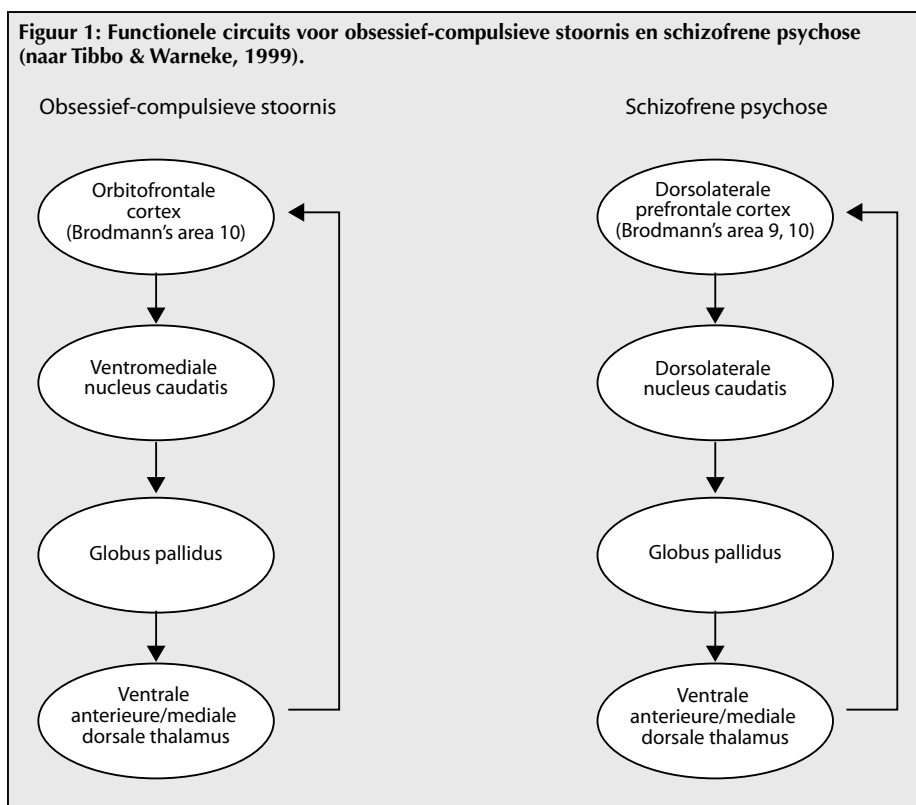 Figuur 1: Functionele circuits voor obsessief-compulsieve stoornis en schizofrene psychose
(naar Tibbo & Warneke, 1999).
Obsessief-compulsieve stoornis
Orbitofrontale
cortex
(Brodmann's area 10)
Ventromediale
nucleus caudatis
Globus pallidus
Ventrale
anterieure/mediale
dorsale thalamus
Schizofrene psychose
Dorsolaterale
prefrontale cortex
(Brodmann's area 9, 10)
Dorsolaterale
nucleus caudatis
Globus pallidus
Ventrale
anterieure/mediale
dorsale thalamus